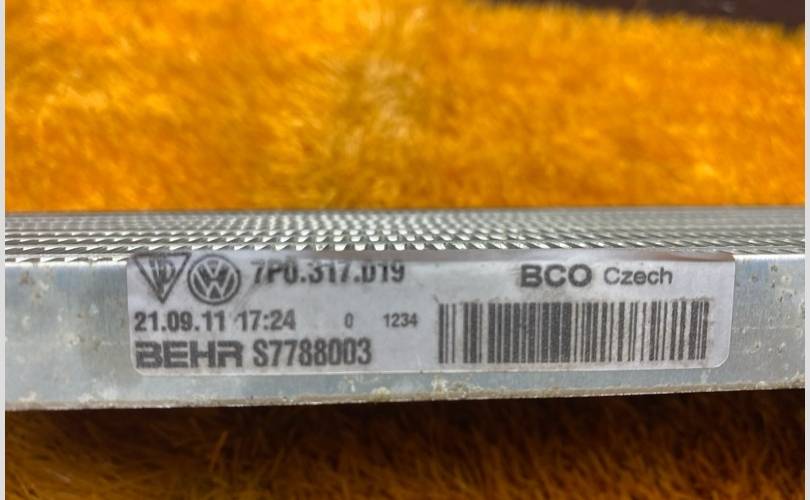 7P0.317.019 BCO Czech
21.09.11 17:24 0 1234
BEHR S7788003